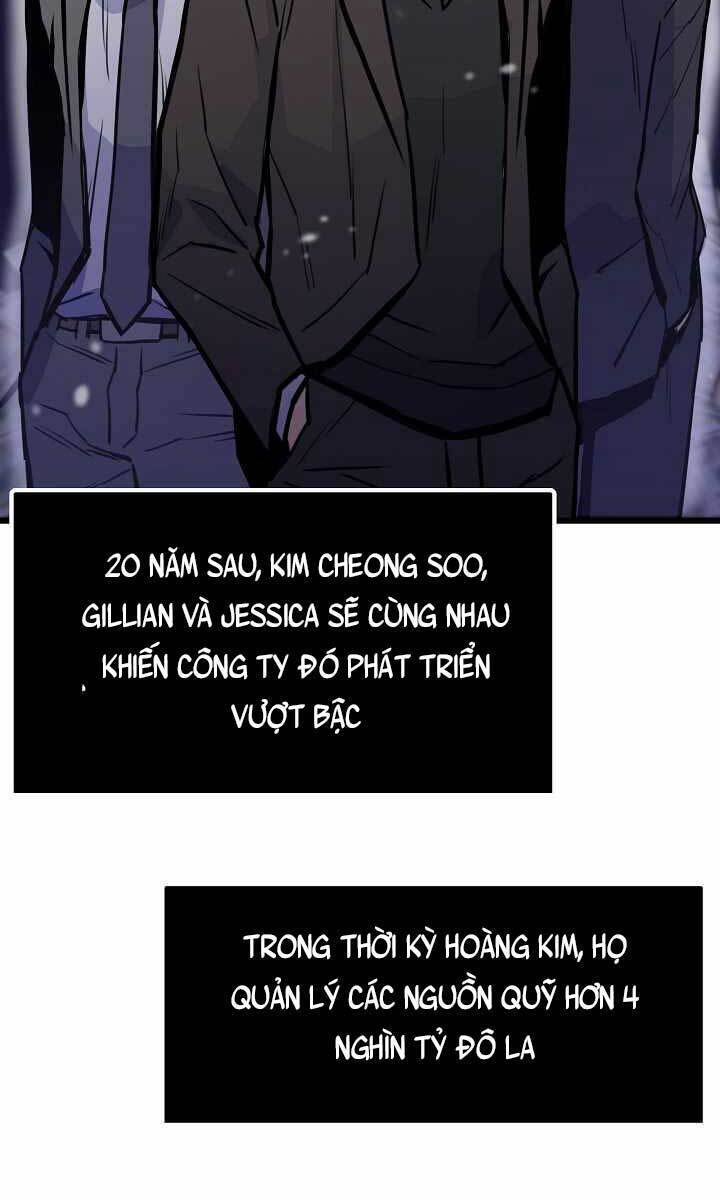 20 NĂM SAU, KIM CHEONG SOO,
GILLIAN VÀ JESSICA SẼ CÙNG NHAU
KHIẾN CÔNG TY ĐÓ PHÁT TRIỂN
VƯỢT BẬC
TRONG THỜI KỲ HOÀNG KIM, HỌ
QUẢN LÝ CÁC NGUỒN QUỸ HƠN 4
NGHÌN TỶ ĐÔ LA